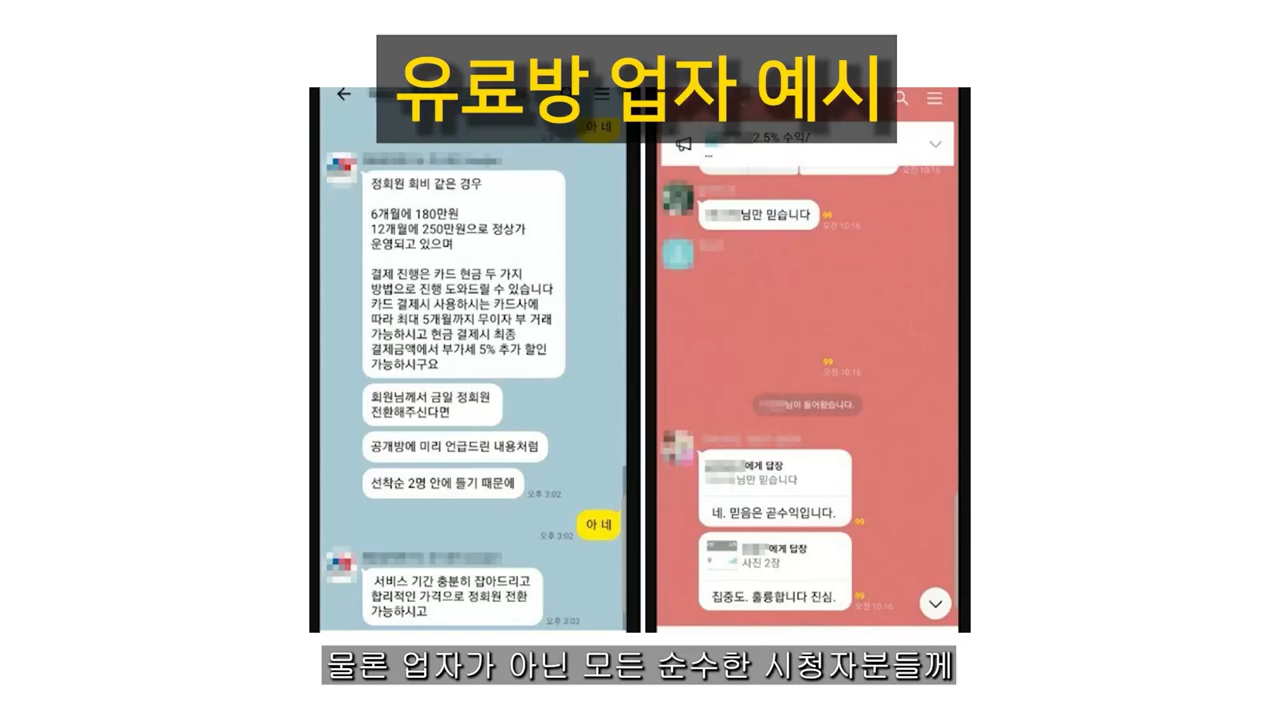 유료방 업자 예시
아 네
정회원 회비 같은 경우
6개월에 180만원
12개월에 250만원으로 정상가
운영되고 있으며
결제 진행은 카드 현금 두 가지
방법으로 진행 도와드릴 수 있습니다
카드 결제시 사용하시는 카드사에
따라 최대 5개월까지 무이자 부 거래
가능하시고 현금 결제시 최종
결제금액에서 부가세 5% 추가 할인
가능하시구요
회원님께서 금일 정회원
전환해주신다면
공개방에 미리 언급드린 내용처럼
선착순 2명 안에 들기 때문에
오후 3:02
아 네
오후 3:02
서비스 기간 충분히 잡아드리고
합리적인 가격으로 정회원 전환
가능하시고
오후 3:02
2.5% 수익/
...
오전 10:16
님만 믿습니다
99
오전 10:16
99
오전 10:16
님이 들어왔습니다.
에게 답장
님만 믿습니다
네. 믿음은 곧수익입니다.
99
에게 답장
사진 2장
집중도. 훌륭합니다 진심.
99
오전 10:16
물론 업자가 아닌 모든 순수한 시청자분들께